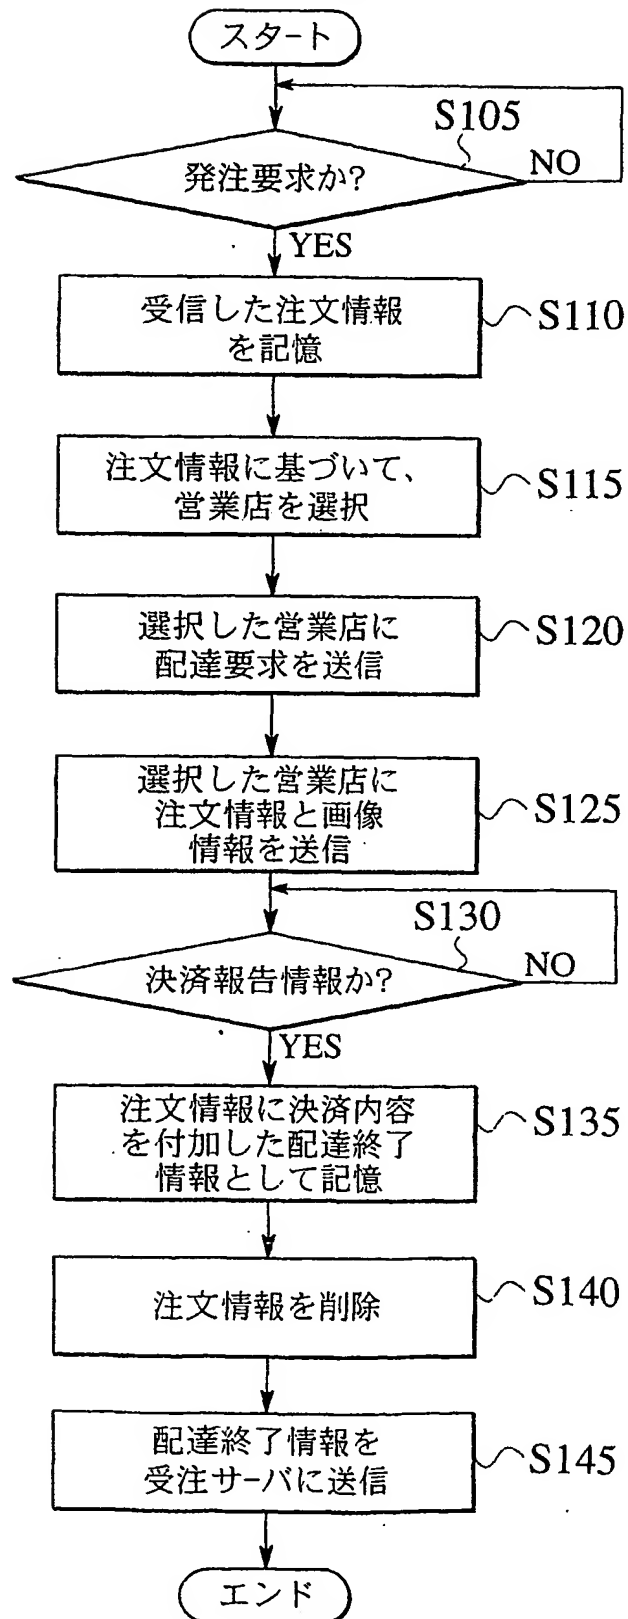 スタート
S105
発注要求か?
NO
YES
受信した注文情報
を記憶
S110
注文情報に基づいて、
営業店を選択
S115
選択した営業店に
配達要求を送信
S120
選択した営業店に
注文情報と画像
情報を送信
S125
S130
決済報告情報か?
NO
YES
注文情報に決済内容
を付加した配達終了
情報として記憶
S135
注文情報を削除
S140
配達終了情報を
受注サーバに送信
S145
エンド